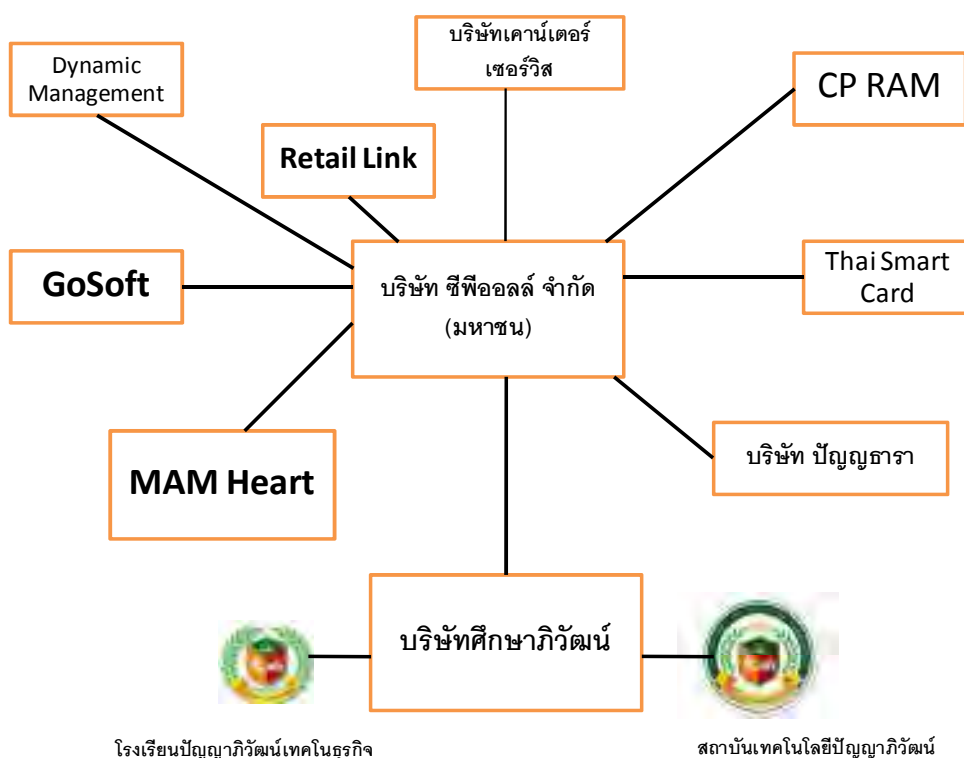 บริษัทเคาน์เตอร์
เซอร์วิส
Dynamic
Management
CP RAM
Retail Link
GoSoft
บริษัท ซีพีออลล์ จำกัด
(มหาชน)
Thai Smart
Card
MAM Heart
บริษัท ปัญญธารา
บริษัทศึกษาภิวัฒน์
โรงเรียนปัญญาภิวัฒน์เทคโนธุรกิจ
สถาบันเทคโนโลยีปัญญาภิวัฒน์